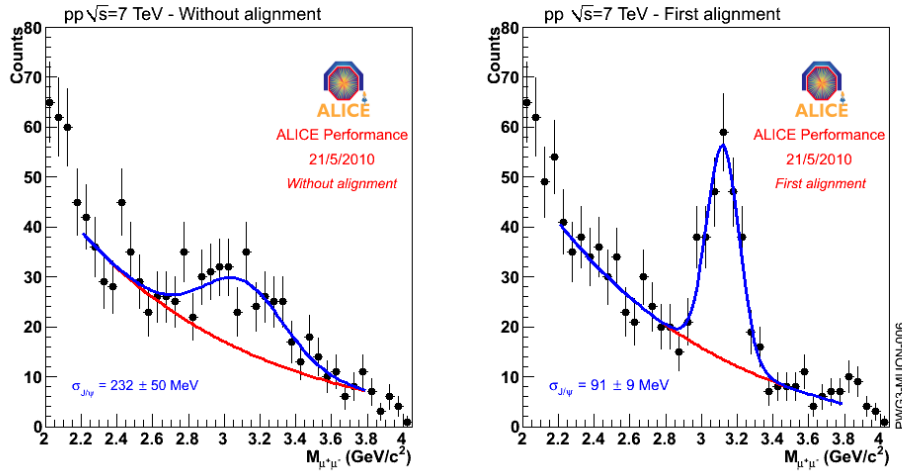 pp √s=7 TeV - Without alignment
Counts
80
70
60
50
40
30
20
10
0
ALICE
ALICE Performance
21/5/2010
Without alignment
σJ/ψ = 232 ± 50 MeV
2 2.2 2.4 2.6 2.8 3 3.2 3.4 3.6 3.8 4
Mμ+μ- (GeV/c²)
pp √s=7 TeV - First alignment
Counts
80
70
60
50
40
30
20
10
0
ALICE
ALICE Performance
21/5/2010
First alignment
σJ/ψ = 91 ± 9 MeV
2 2.2 2.4 2.6 2.8 3 3.2 3.4 3.6 3.8 4
Mμ+μ- (GeV/c²)
PWG3-MUON-006